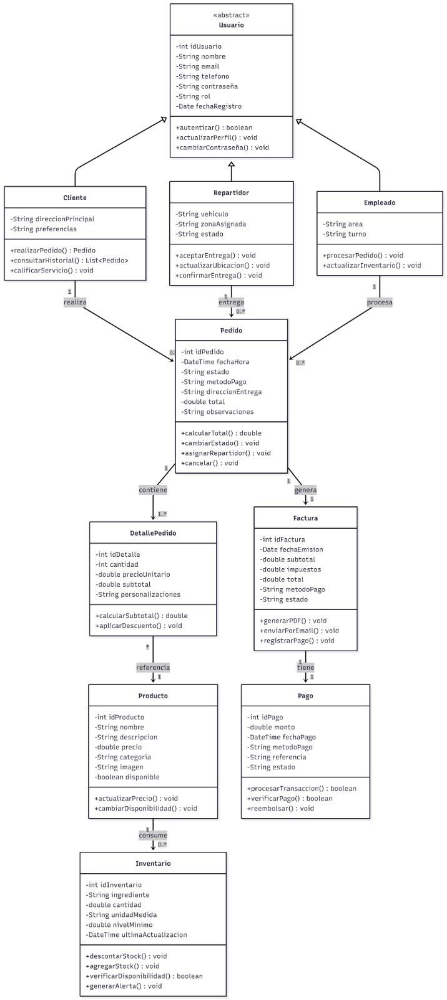 «abstract»
Usuario
-int idUsuario
-String nombre
-String email
-String telefono
-String contraseña
-String rol
-Date fechaRegistro
+autenticar() : boolean
+actualizarPerfil() : void
+cambiarContraseña() : void
Cliente
-String direccionPrincipal
-String preferencias
+realizarPedido() : Pedido
+consultarHistorial() : List<Pedido>
+calificarServicio() : void
Repartidor
-String vehiculo
-String zonaAsignada
-String estado
+aceptarEntrega() : void
+actualizarUbicacion() : void
+confirmarEntrega() : void
Empleado
-String area
-String turno
+procesarPedido() : void
+actualizarInventario() : void
1
realiza
0..
1
entrega
0..*
1
procesa
0..*
Pedido
-int idPedido
-DateTime fechaHora
-String estado
-String metodoPago
-String direccionEntrega
-double total
-String observaciones
+calcularTotal() : double
+cambiarEstado() : void
+asignarRepartidor() : void
+cancelar() : void
1
contiene
1..*
1
genera
1
DetallePedido
-int idDetalle
-int cantidad
-double precioUnitario
-double subtotal
-String personalizaciones
+calcularSubtotal() : double
+aplicarDescuento() : void
Factura
-int idFactura
-Date fechaEmision
-double subtotal
-double impuestos
-double total
-String metodoPago
-String estado
+generarPDF() : void
+enviarPorEmail() : void
+registrarPago() : void
*
referencia
1
1
tiene
1
Producto
-int idProducto
-String nombre
-String descripcion
-double precio
-String categoria
-String imagen
-boolean disponible
+actualizarPrecio() : void
+cambiarDisponibilidad() : void
Pago
-int idPago
-double monto
-DateTime fechaPago
-String metodoPago
-String referencia
-String estado
+procesarTransaccion() : boolean
+verificarPago() : boolean
+reembolsar() : void
1
consume
0..*
Inventario
-int idInventario
-String ingrediente
-double cantidad
-String unidadMedida
-double nivelMinimo
-DateTime ultimaActualizacion
+descontarStock() : void
+agregarStock() : void
+verificarDisponibilidad() : boolean
+generarAlerta() : void